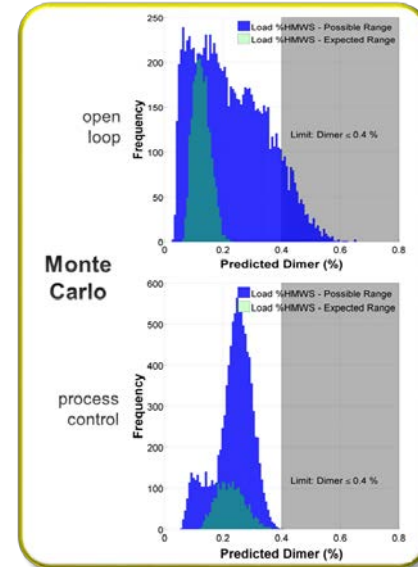 open
loop
Frequency
250
200
150
100
50
0
Load %HMWS - Possible Range
Load %HMWS - Expected Range
Limit: Dimer ≤ 0.4 %
0 0.2 0.4 0.6 0.8
Predicted Dimer (%)
Monte
Carlo
process
control
Frequency
600
500
400
300
200
100
0
Load %HMWS - Possible Range
Load %HMWS - Expected Range
Limit: Dimer ≤ 0.4 %
0 0.2 0.4 0.6 0.8
Predicted Dimer (%)